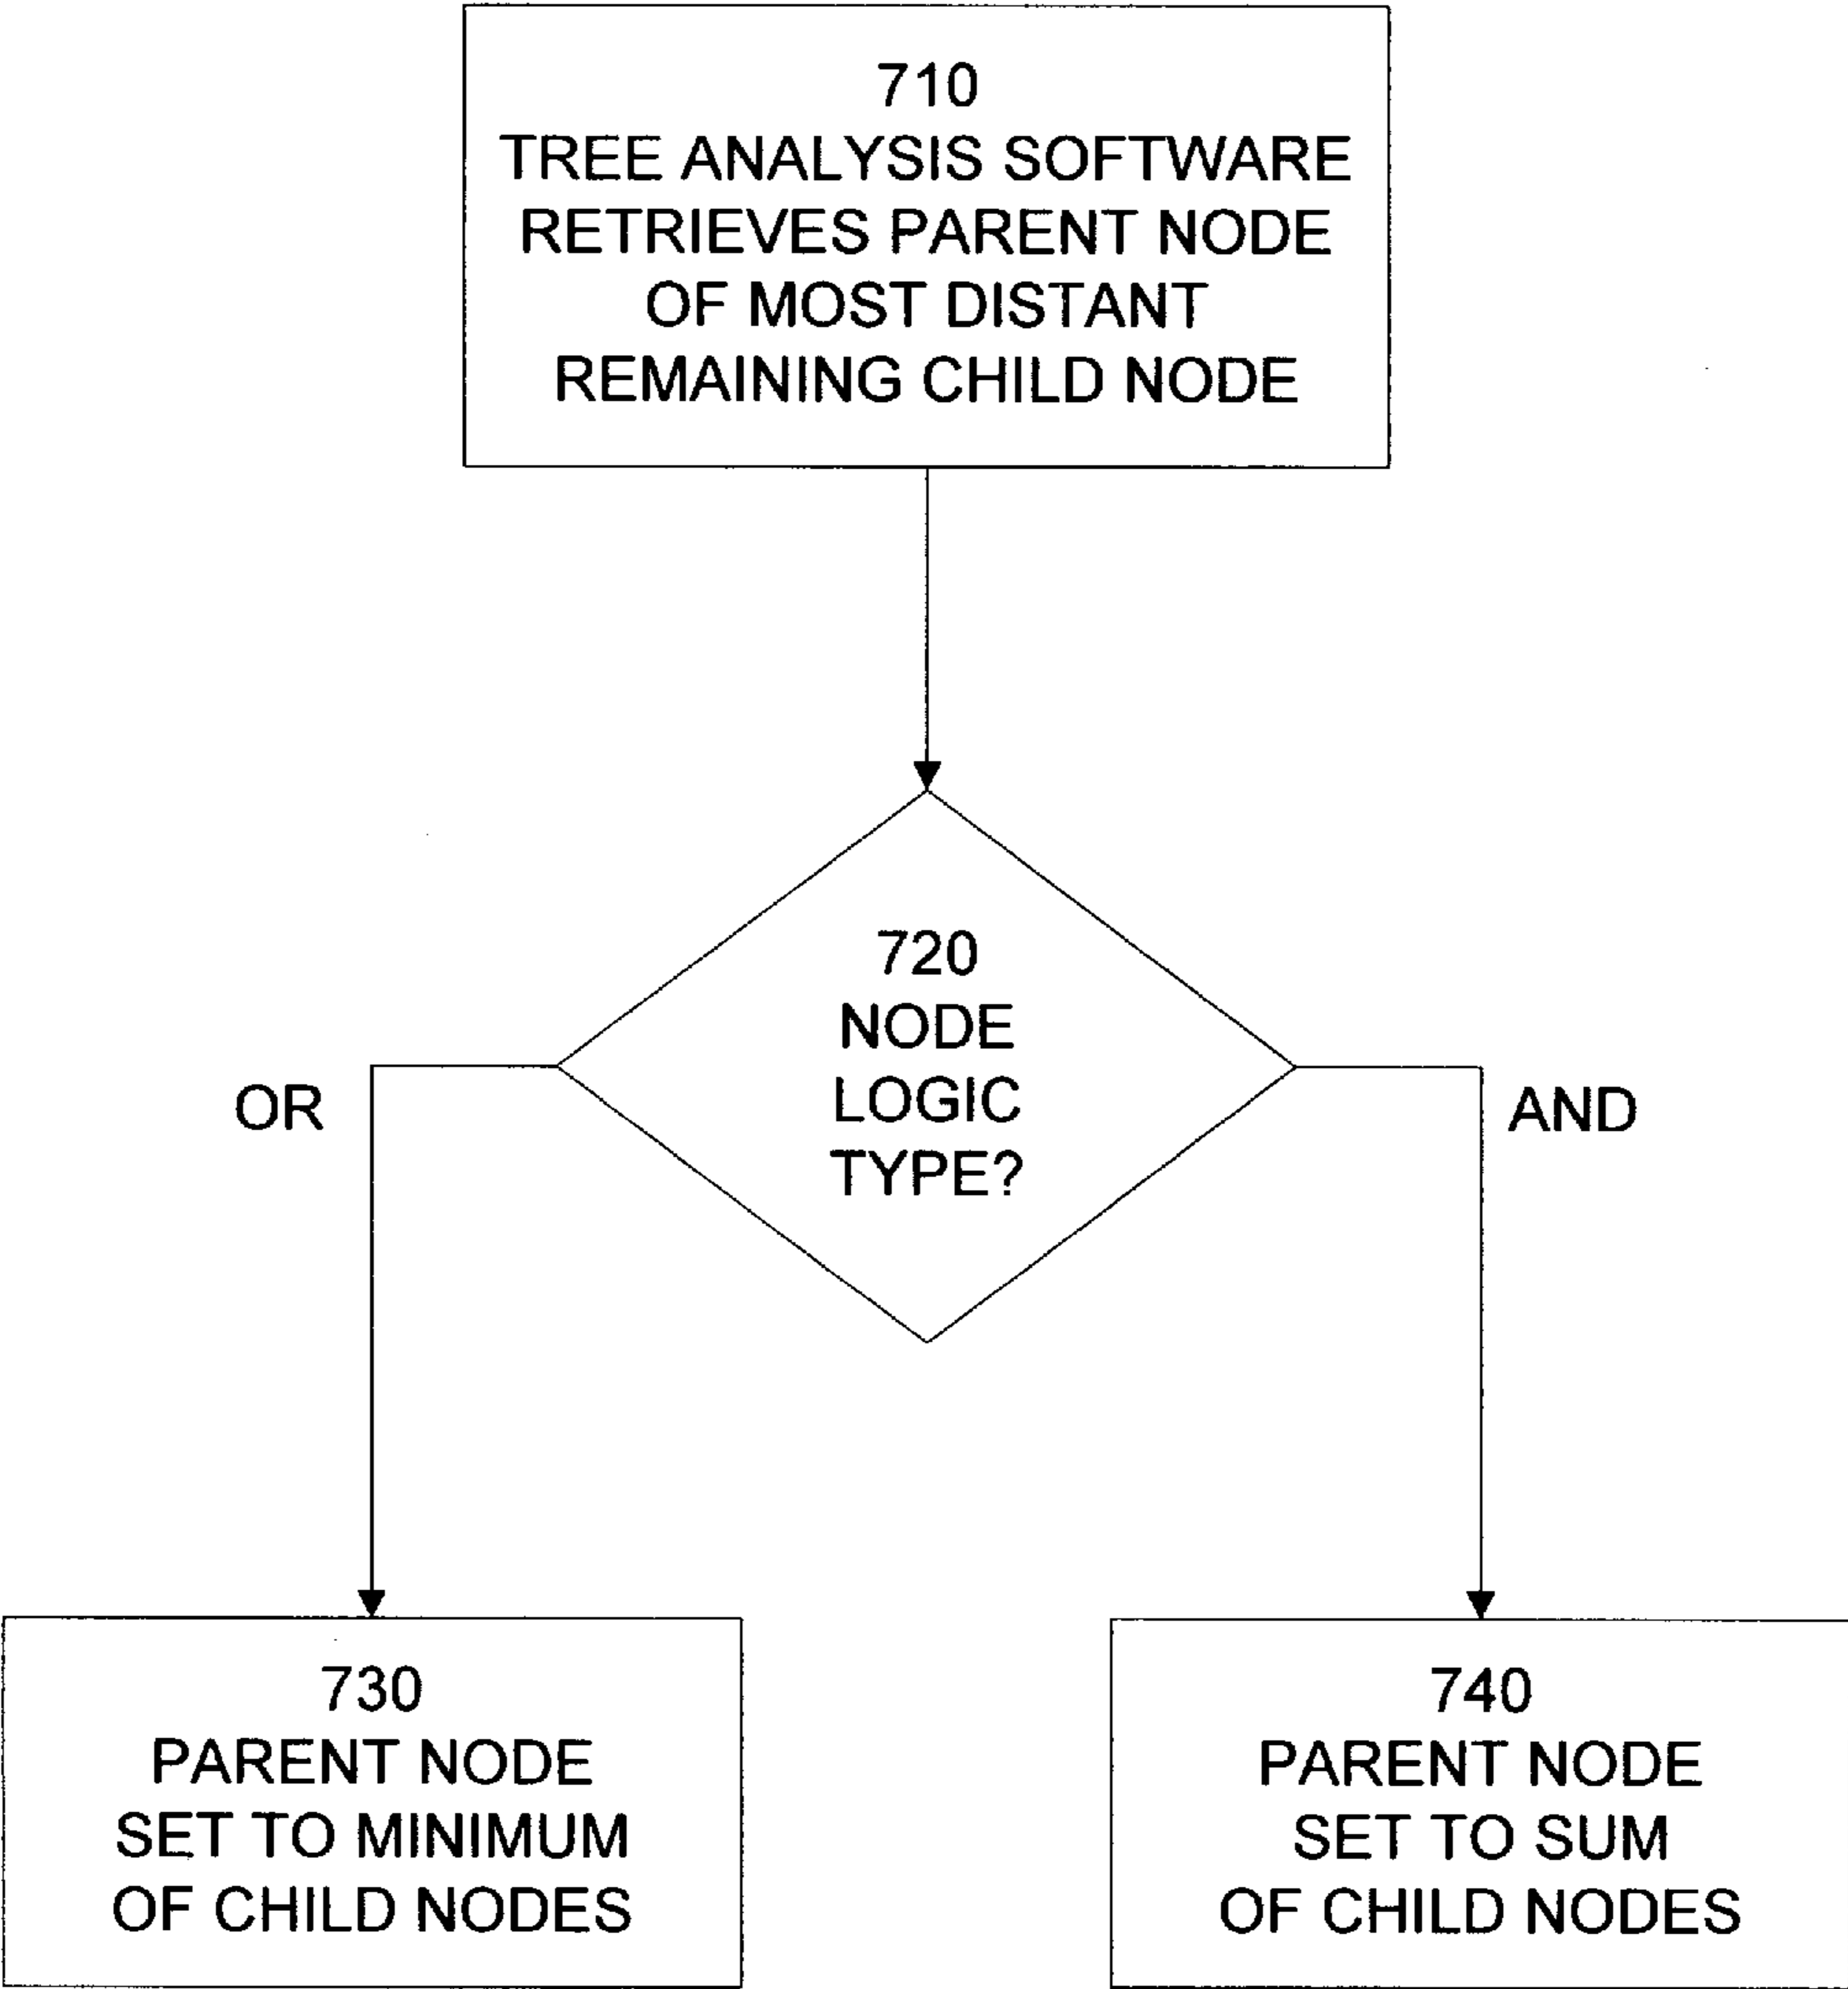 710
TREE ANALYSIS SOFTWARE
RETRIEVES PARENT NODE
OF MOST DISTANT
REMAINING CHILD NODE
720
NODE
LOGIC
TYPE?
OR
AND
730
PARENT NODE
SET TO MINIMUM
OF CHILD NODES
740
PARENT NODE
SET TO SUM
OF CHILD NODES